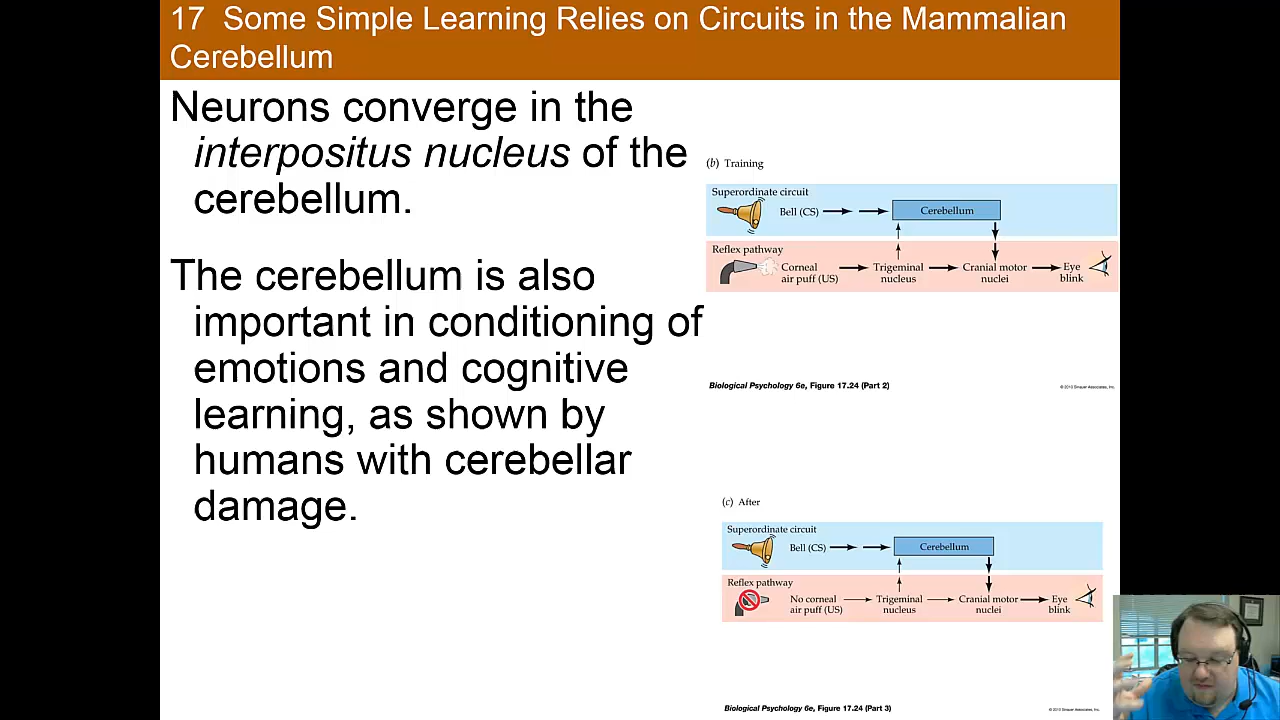 17  Some Simple Learning Relies on Circuits in the Mammalian
Cerebellum
Neurons converge in the
interpositus nucleus of the
cerebellum.
The cerebellum is also
important in conditioning of
emotions and cognitive
learning, as shown by
humans with cerebellar
damage.
(b) Training
Superordinate circuit
Bell (CS)
Cerebellum
Reflex pathway
Corneal
air puff (US)
Trigeminal
nucleus
Cranial motor
nuclei
Eye
blink
Biological Psychology 6e, Figure 17.24 (Part 2)
© 2010 Sinauer Associates, Inc.
(c) After
Superordinate circuit
Bell (CS)
Cerebellum
Reflex pathway
No corneal
air puff (US)
Trigeminal
nucleus
Cranial motor
nuclei
Eye
blink
Biological Psychology 6e, Figure 17.24 (Part 3)
© 2010 Sinauer Associates, Inc.